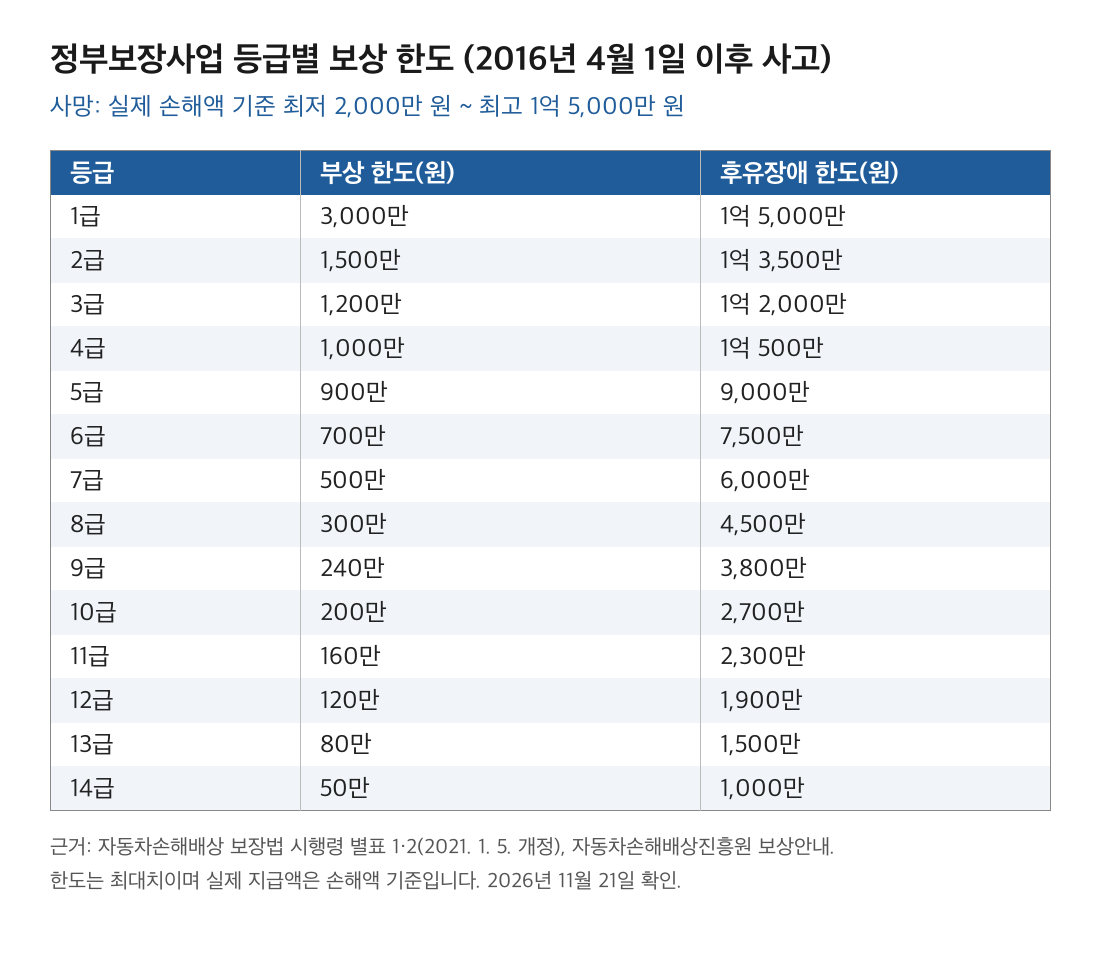 정부보장사업 등급별 보상 한도 (2016년 4월 1일 이후 사고)
사망: 실제 손해액 기준 최저 2,000만 원 ~ 최고 1억 5,000만 원
등급 부상 한도(원) 후유장애 한도(원)
1급 3,000만 1억 5,000만
2급 1,500만 1억 3,500만
3급 1,200만 1억 2,000만
4급 1,000만 1억 500만
5급 900만 9,000만
6급 700만 7,500만
7급 500만 6,000만
8급 300만 4,500만
9급 240만 3,800만
10급 200만 2,700만
11급 160만 2,300만
12급 120만 1,900만
13급 80만 1,500만
14급 50만 1,000만
근거: 자동차손해배상 보장법 시행령 별표 1·2(2021. 1. 5. 개정), 자동차손해배상진흥원 보상안내.
한도는 최대치이며 실제 지급액은 손해액 기준입니다. 2026년 11월 21일 확인.